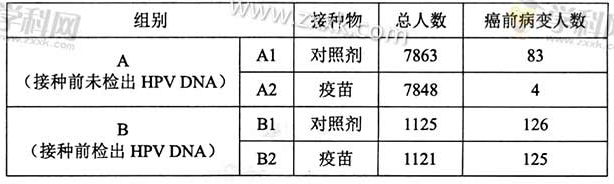 组别 接种物 总人数 癌前病变人数
A
（接种前未检出 HPV DNA）
A1 对照剂 7863 83
A2 疫苗 7848 4
B
（接种前检出 HPV DNA）
B1 对照剂 1125 126
B2 疫苗 1121 125